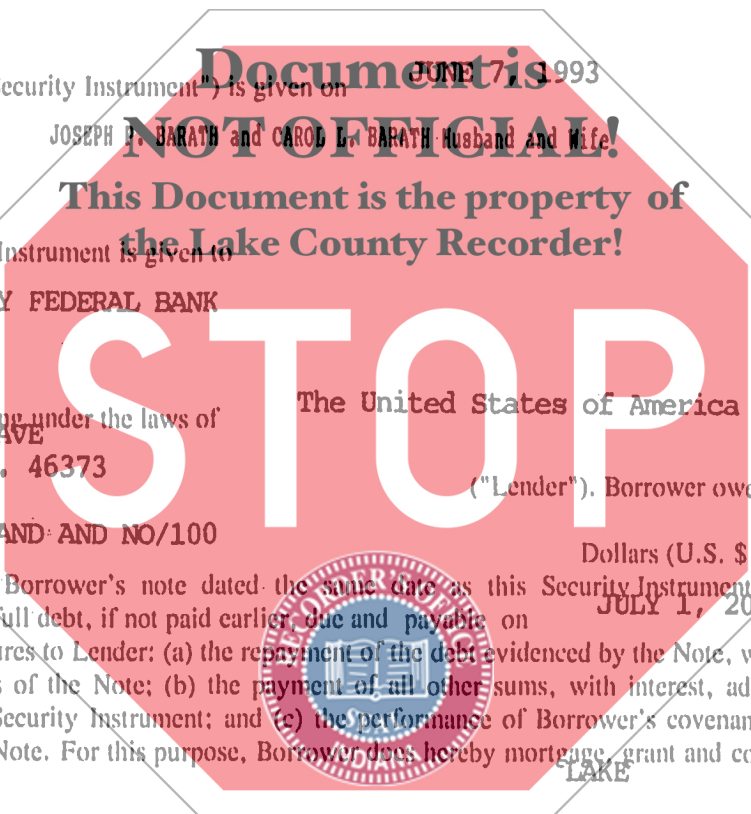 Document is
Security Instrument") is given on JUNE 7, 1993
NOT OFFICIAL!
JOSEPH P. BARATH and CAROL L. BARATH Husband and Wife
This Document is the property of
the Lake County Recorder!
Instrument is given to
Y FEDERAL BANK
STOP
The United States of America
ng under the laws of
AVE
. 46373
("Lender"). Borrower owe
AND AND NO/100
Dollars (U.S. $
Borrower's note dated the same date as this Security Instrument
full debt, if not paid earlier, due and payable on JULY 1, 20
ures to Lender: (a) the repayment of the debt evidenced by the Note, w
s of the Note; (b) the payment of all other sums, with interest, ad
Security Instrument; and (c) the performance of Borrower's covenan
Note. For this purpose, Borrower does hereby mortgage, grant and co
LAKE
RECORDER OFFICE
SEAL
INDIANA